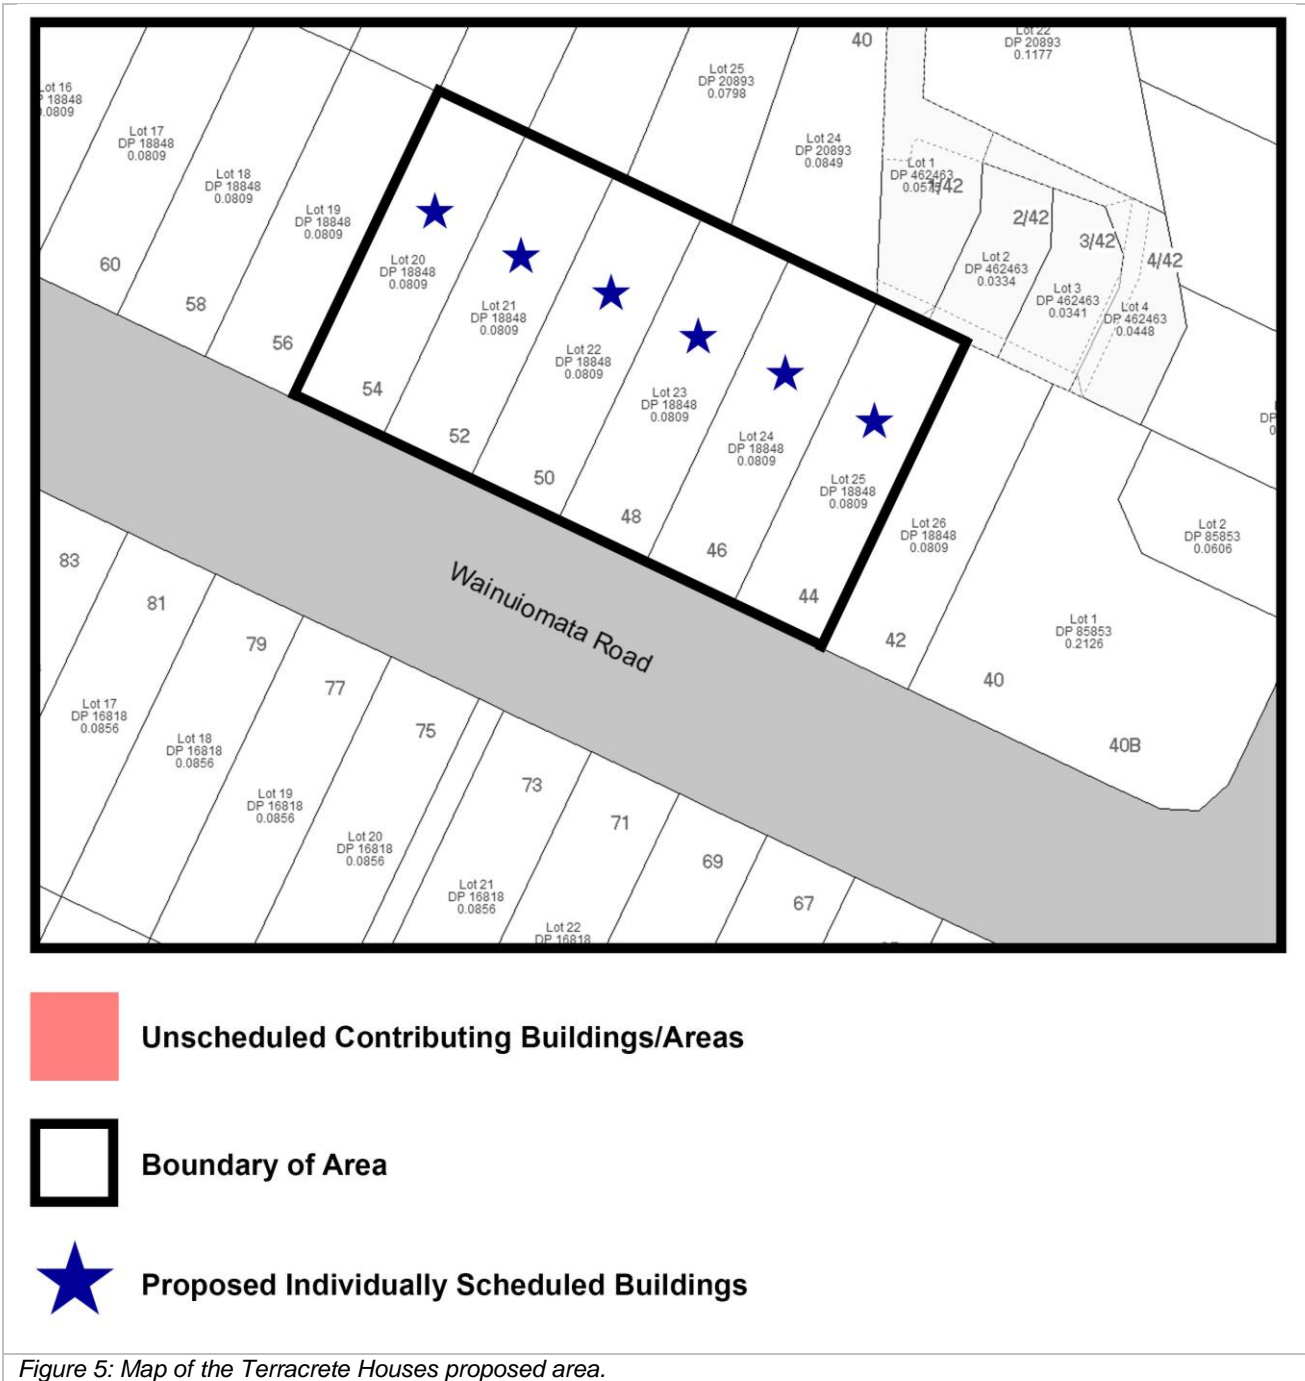 Lot 22
DP 20893
0.1177
40
Lot 25
DP 20893
0.0798
Lot 16
18848
0.0809
Lot 17
DP 18848
0.0809
Lot 24
DP 20893
0.0849
Lot 18
DP 18848
0.0809
Lot 1
DP 462463
1/42
Lot 19
DP 18848
0.0809
2/42
3/42
4/42
60
Lot 20
DP 18848
0.0809
Lot 2
DP 462463
0.0334
Lot 3
DP 462463
0.0341
Lot 4
DP 462463
0.0448
58
Lot 21
DP 18848
0.0809
56
Lot 22
DP 18848
0.0809
54
Lot 23
DP 18848
0.0809
DP
0
52
Lot 24
DP 18848
0.0809
50
Lot 25
DP 18848
0.0809
48
Lot 26
DP 18848
0.0809
Lot 2
DP 85853
0.0606
46
44
42
Lot 1
DP 85853
0.2126
40
40B
Wainuiomata Road
83
81
79
77
75
73
71
69
67
Lot 17
DP 16818
0.0856
Lot 18
DP 16818
0.0856
Lot 19
DP 16818
0.0856
Lot 20
DP 16818
0.0856
Lot 21
DP 16818
0.0856
Lot 22
DP 16818
Unscheduled Contributing Buildings/Areas
Boundary of Area
Proposed Individually Scheduled Buildings
Figure 5: Map of the Terracrete Houses proposed area.